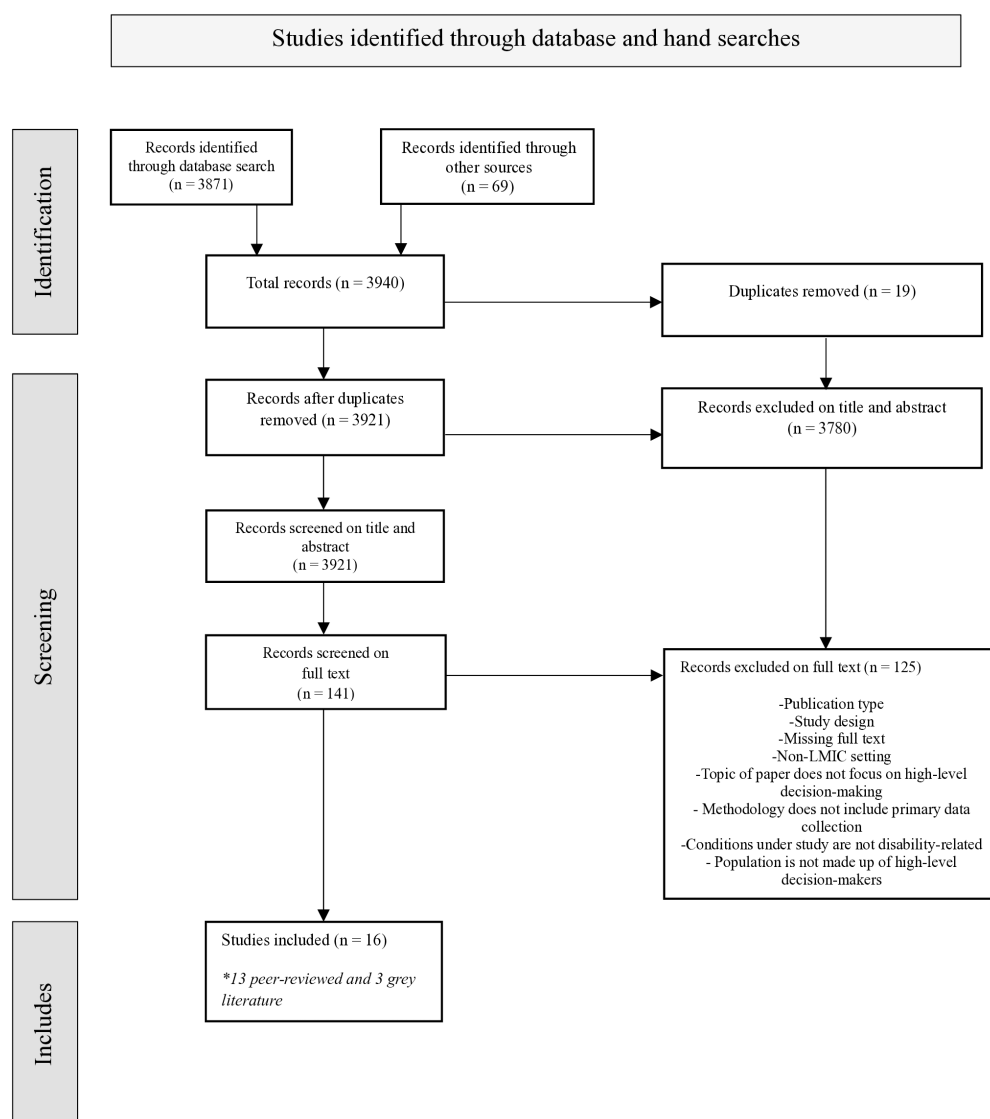 Studies identified through database and hand searches
Identification
Records identified
through database search
(n = 3871)
Records identified through
other sources
(n = 69)
Total records (n = 3940)
Duplicates removed (n = 19)
Screening
Records after duplicates
removed (n = 3921)
Records excluded on title and abstract
(n = 3780)
Records screened on title and
abstract
(n = 3921)
Records screened on
full text
(n = 141)
Records excluded on full text (n = 125)
-Publication type
-Study design
-Missing full text
-Non-LMIC setting
-Topic of paper does not focus on high-level
decision-making
- Methodology does not include primary data
collection
-Conditions under study are not disability-related
- Population is not made up of high-level
decision-makers
Includes
Studies included (n = 16)
*13 peer-reviewed and 3 grey
literature